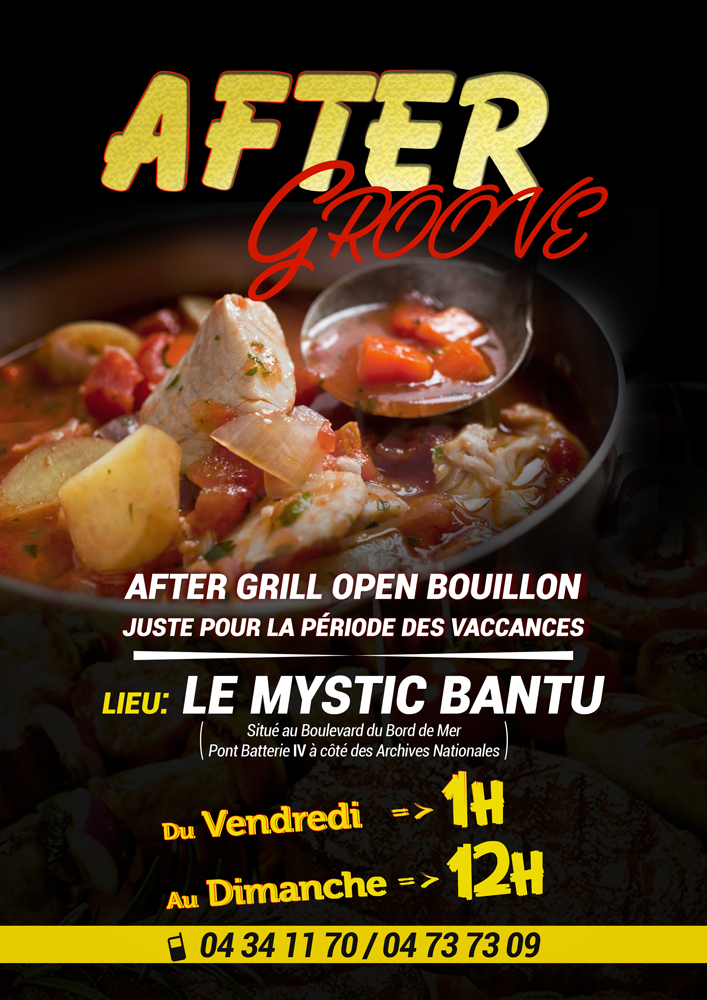 AFTER
GROOVE
AFTER GRILL OPEN BOUILLON
JUSTE POUR LA PÉRIODE DES VACCANCES
LIEU: LE MYSTIC BANTU
( Situé au Boulevard du Bord de Mer
Pont Batterie IV à côté des Archives Nationales )
Du Vendredi => 1H
Au Dimanche => 12H
04 34 11 70 / 04 73 73 09